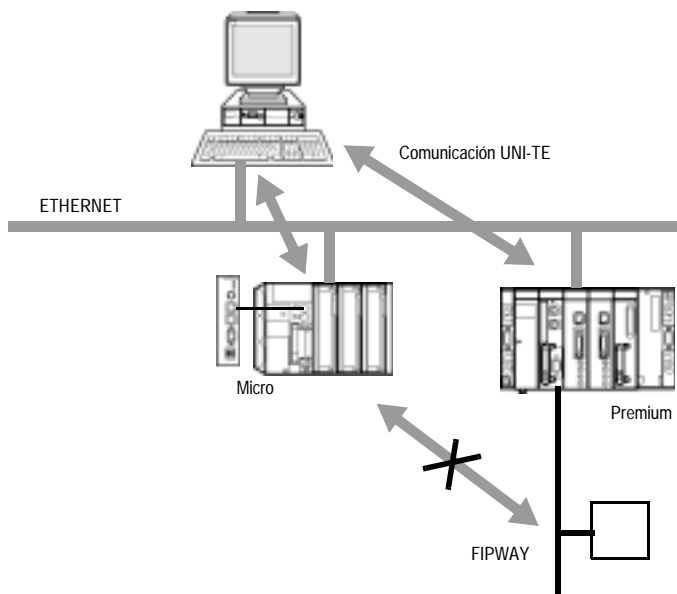 Comunicación UNI-TE
ETHERNET
Micro
Premium
FIPWAY